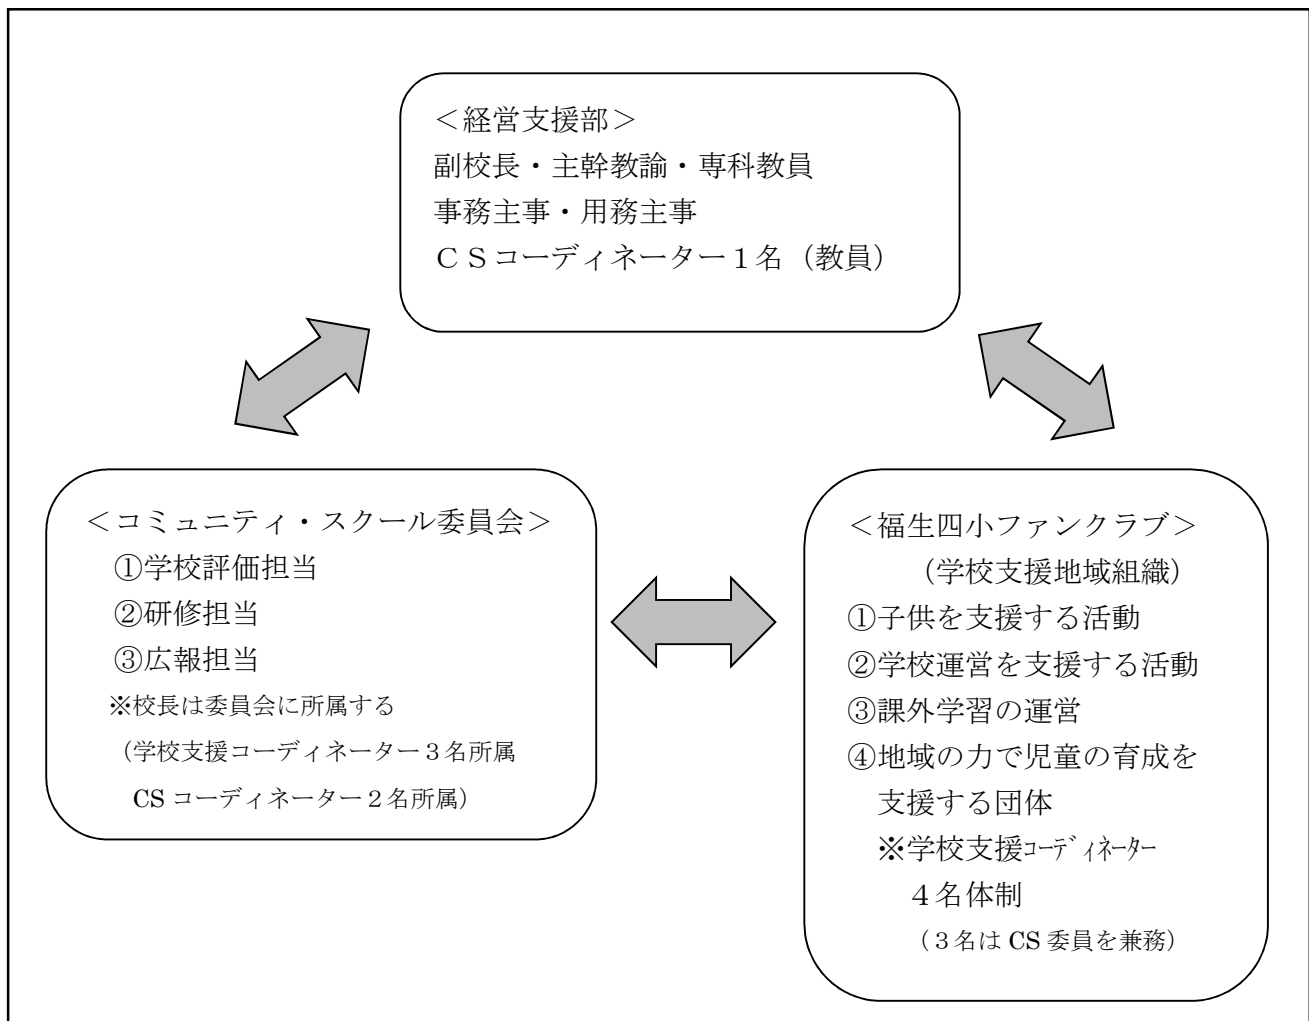 ＜経営支援部＞
副校長・主幹教諭・専科教員
事務主事・用務主事
ＣＳコーディネーター１名（教員）
＜コミュニティ・スクール委員会＞
①学校評価担当
②研修担当
③広報担当
※校長は委員会に所属する
（学校支援コーディネーター３名所属
CS コーディネーター２名所属）
＜福生四小ファンクラブ＞
（学校支援地域組織）
①子供を支援する活動
②学校運営を支援する活動
③課外学習の運営
④地域の力で児童の育成を
支援する団体
※学校支援ｺｰﾃﾞｨﾈｰﾀｰ
４名体制
（３名は CS 委員を兼務）